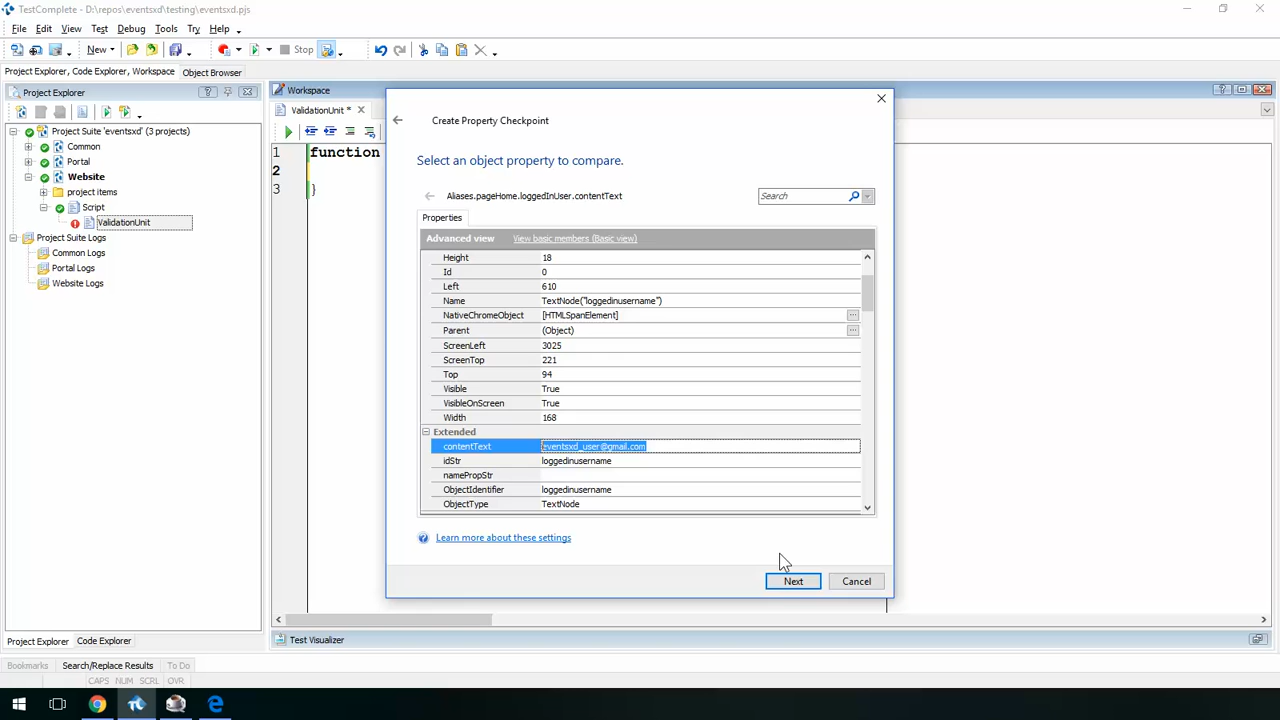 TestComplete - D:\repos\eventsxd\testing\eventsxd.pjs
File Edit View Test Debug Tools Try Help
New Stop
Project Explorer, Code Explorer, Workspace Object Browser
Project Explorer
Workspace
ValidationUnit *
Project Suite 'eventsxd' (3 projects)
Common
Portal
Website
project items
Script
ValidationUnit
Project Suite Logs
Common Logs
Portal Logs
Website Logs
1 function
2
3 }
Create Property Checkpoint
Select an object property to compare.
Aliases.pageHome.loggedInUser.contentText
Search
Properties
Advanced view View basic members (Basic view)
Height 18
Id 0
Left 610
Name TextNode("loggedinusername")
NativeChromeObject [HTMLSpanElement]
Parent (Object)
ScreenLeft 3025
ScreenTop 221
Top 94
Visible True
VisibleOnScreen True
Width 168
Extended
contentText eventsxd_user@gmail.com
idStr loggedinusername
namePropStr
ObjectIdentifier loggedinusername
ObjectType TextNode
Learn more about these settings
Next Cancel
Project Explorer Code Explorer
Test Visualizer
Bookmarks Search/Replace Results To Do
CAPS NUM SCRL OVR